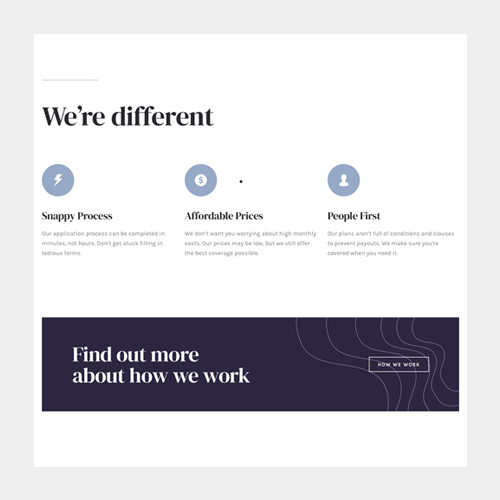 We're different
Snappy Process
Our application process can be completed in
minutes, not hours. Don't get stuck filling in
tedious forms.
Affordable Prices
We don't want you worrying about high monthly
costs. Our prices may be low, but we still offer
the best coverage possible.
People First
Our plans aren't full of conditions and clauses
to prevent payouts. We make sure you're
covered when you need it.
Find out more
about how we work
HOW WE WORK